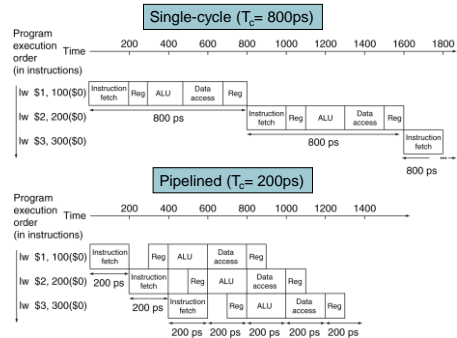 Single-cycle (Tc= 800ps)
Program
execution
order
(in instructions)
Time
200 400 600 800 1000 1200 1400 1600 1800
lw $1, 100($0)
Instruction fetch
Reg
ALU
Data access
Reg
800 ps
lw $2, 200($0)
Instruction fetch
Reg
ALU
Data access
Reg
800 ps
lw $3, 300($0)
Instruction fetch
800 ps
...
Pipelined (Tc= 200ps)
Program
execution
order
(in instructions)
Time
200 400 600 800 1000 1200 1400
lw $1, 100($0)
Instruction fetch
Reg
ALU
Data access
Reg
lw $2, 200($0)
200 ps
Instruction fetch
Reg
ALU
Data access
Reg
lw $3, 300($0)
200 ps
Instruction fetch
Reg
ALU
Data access
Reg
200 ps 200 ps 200 ps 200 ps 200 ps